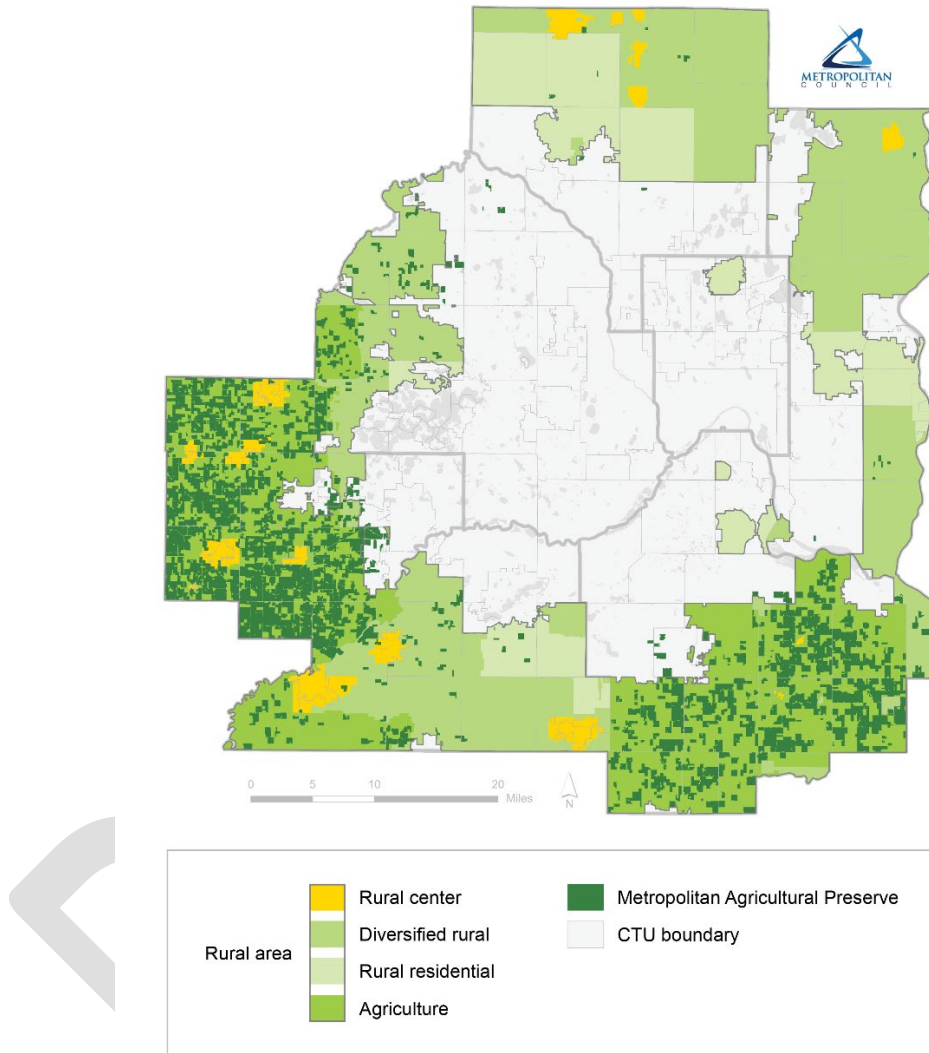 METROPOLITAN
COUNCIL
0 5 10 20
Miles
N
Rural area
Rural center
Diversified rural
Rural residential
Agriculture
Metropolitan Agricultural Preserve
CTU boundary